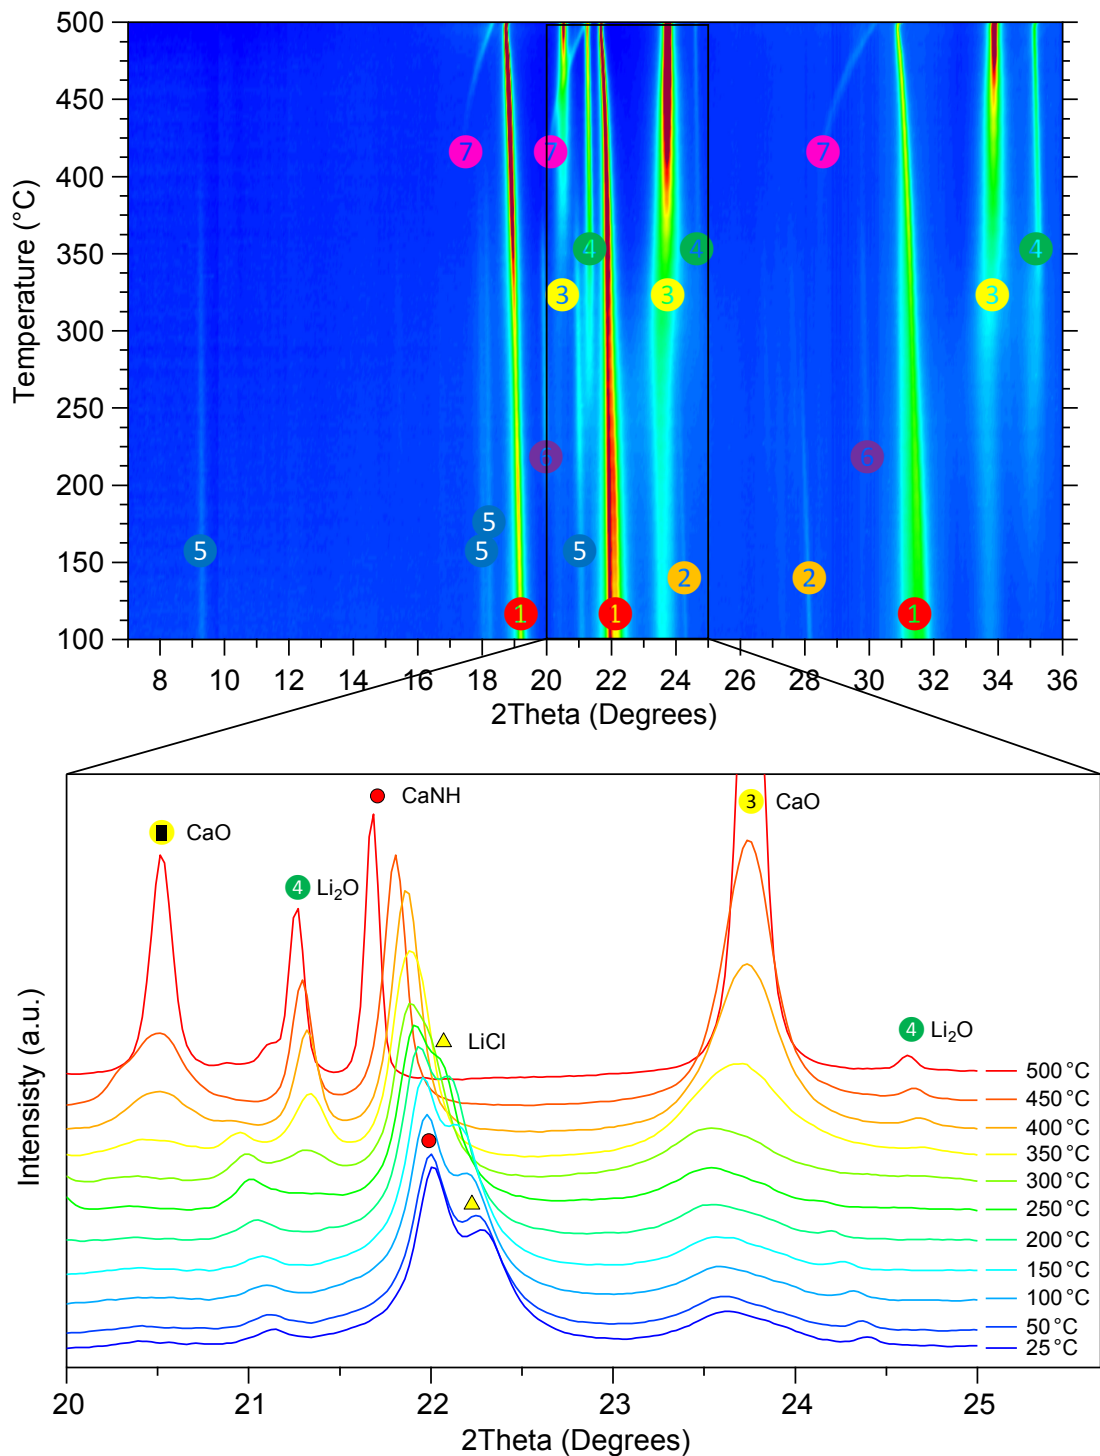 500
450
400
350
300
250
200
150
100
Temperature (°C)
7
7
7
4
4
4
3
3
3
6
6
5
5
5
5
2
2
1
1
1
8
10
12
14
16
18
20
22
24
26
28
30
32
34
36
2Theta (Degrees)
CaNH
3 CaO
CaO
4 Li₂O
4 Li₂O
LiCl
500 °C
450 °C
400 °C
350 °C
300 °C
250 °C
200 °C
150 °C
100 °C
50 °C
25 °C
Intensisty (a.u.)
20
21
22
23
24
25
2Theta (Degrees)